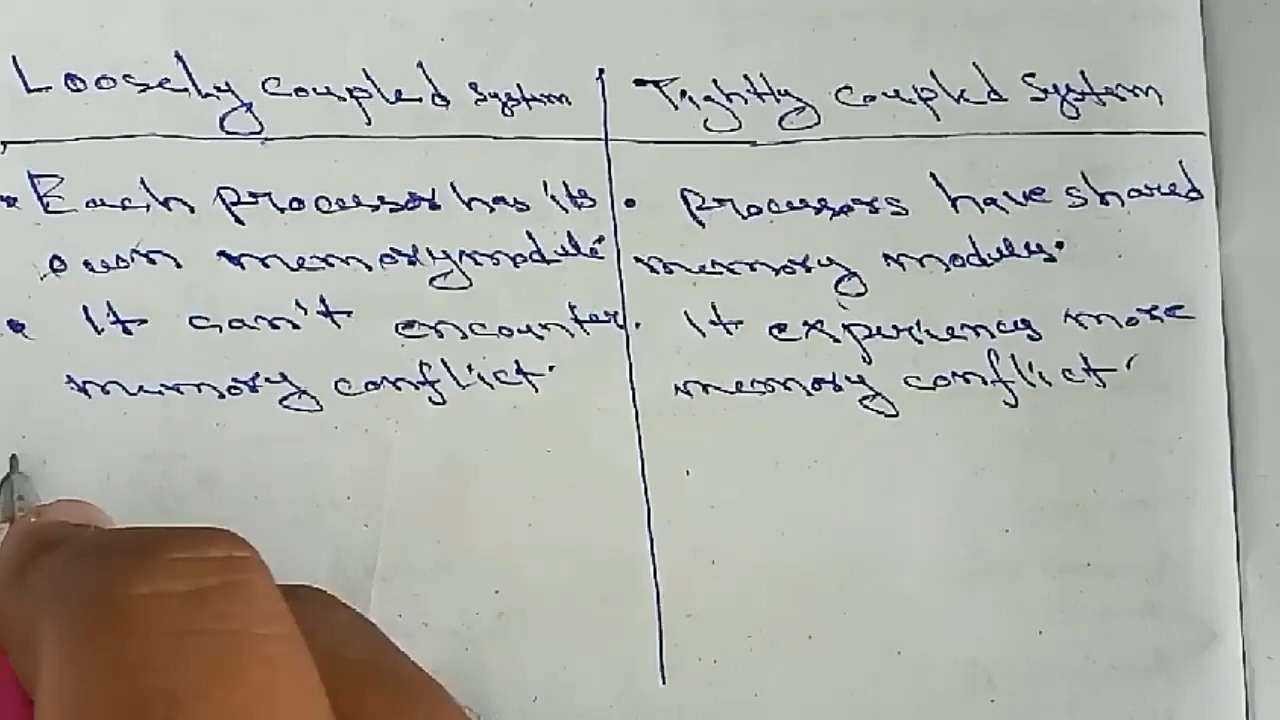 Loosely coupled system
Tightly coupled system
• Each processor has its
own memory module
• It can't encounter
memory conflict.
• Processors have shared
memory modules.
• It experiences more
memory conflict.